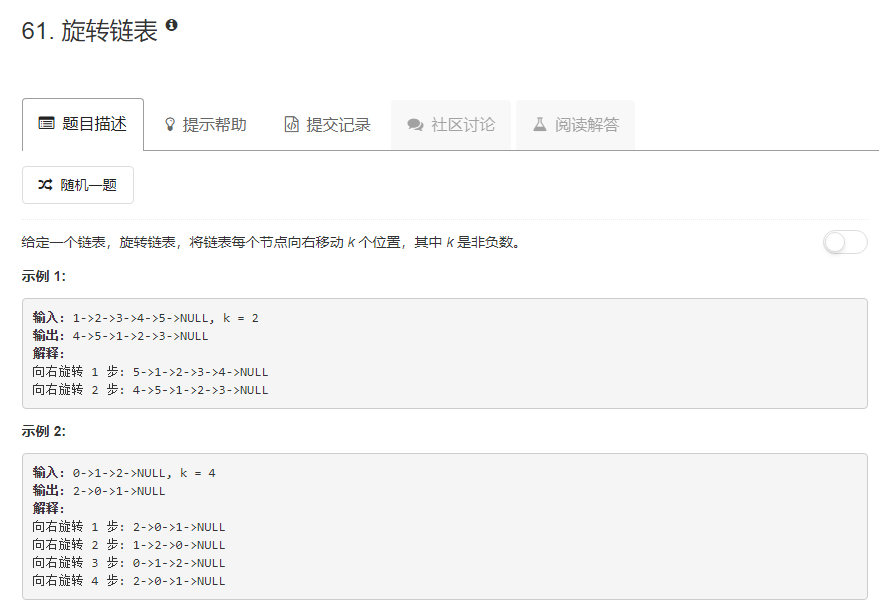 61. 旋转链表
题目描述 提示帮助 提交记录 社区讨论 阅读解答
随机一题
给定一个链表，旋转链表，将链表每个节点向右移动 k 个位置，其中 k 是非负数。
示例 1:
输入: 1->2->3->4->5->NULL, k = 2
输出: 4->5->1->2->3->NULL
解释:
向右旋转 1 步: 5->1->2->3->4->NULL
向右旋转 2 步: 4->5->1->2->3->NULL
示例 2:
输入: 0->1->2->NULL, k = 4
输出: 2->0->1->NULL
解释:
向右旋转 1 步: 2->0->1->NULL
向右旋转 2 步: 1->2->0->NULL
向右旋转 3 步: 0->1->2->NULL
向右旋转 4 步: 2->0->1->NULL